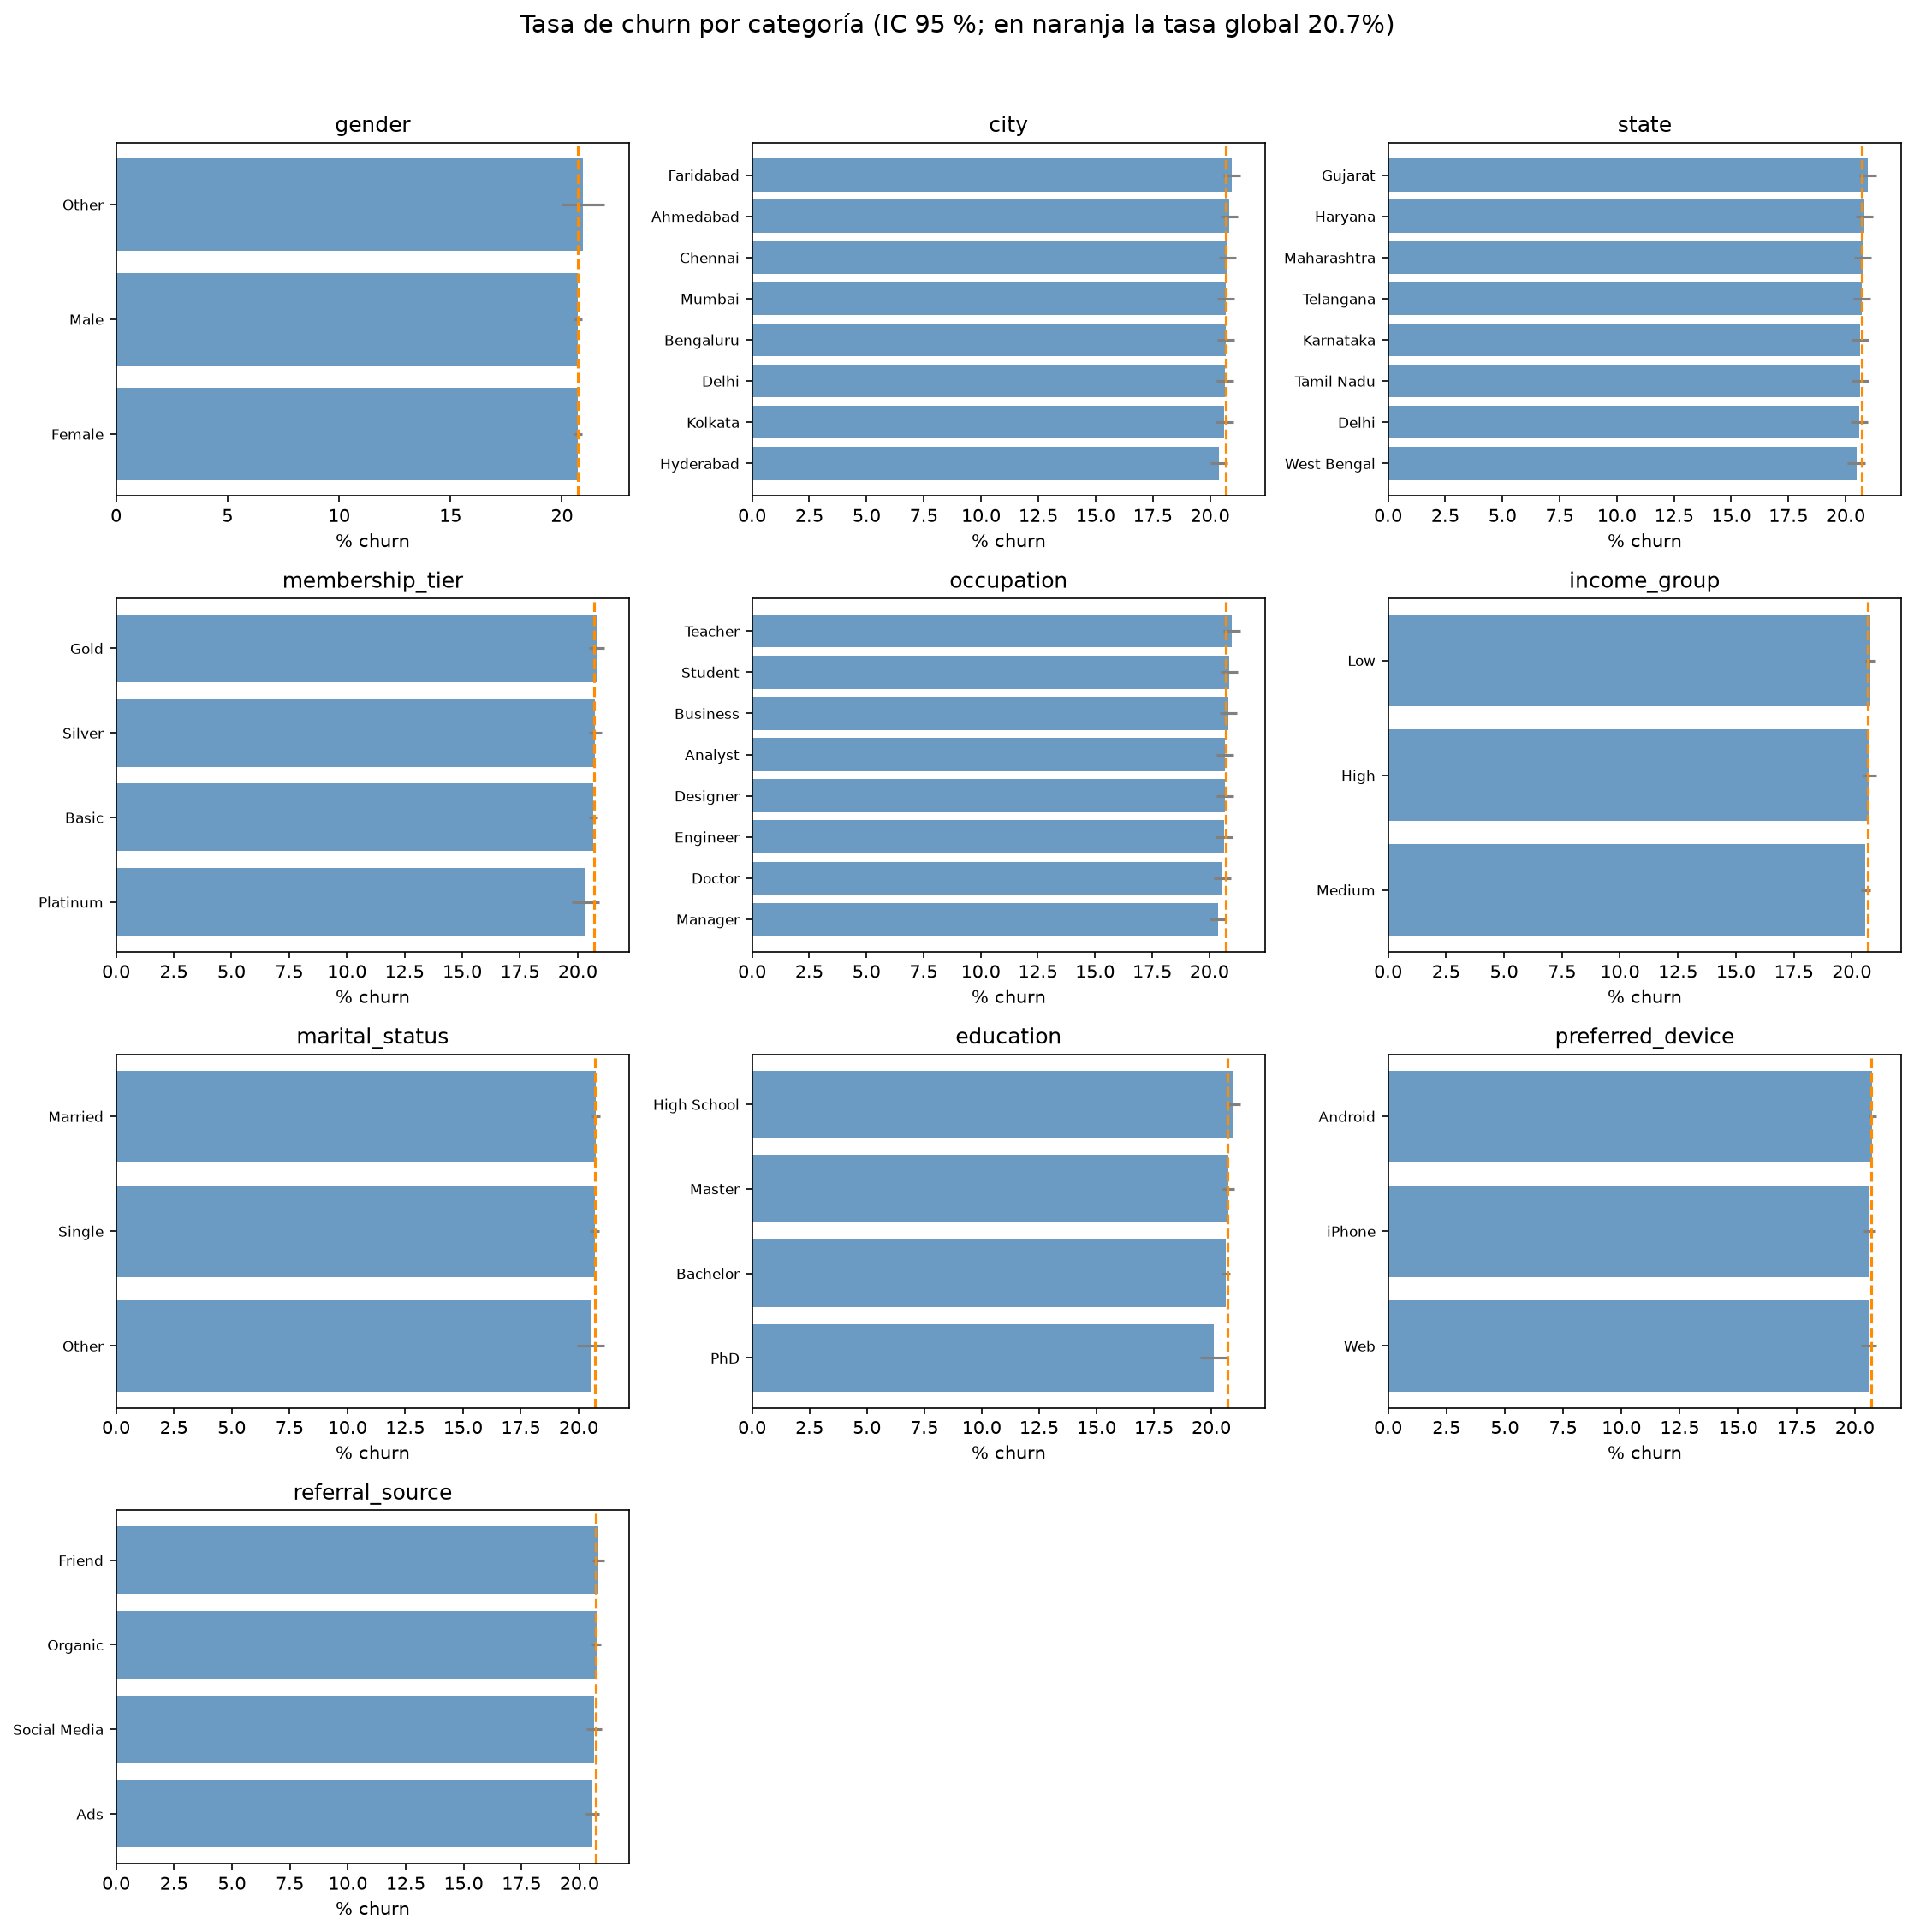 Tasa de churn por categoría (IC 95 %; en naranja la tasa global 20.7%)
gender
Other
Male
Female
0 5 10 15 20
% churn
city
Faridabad
Ahmedabad
Chennai
Mumbai
Bengaluru
Delhi
Kolkata
Hyderabad
0.0 2.5 5.0 7.5 10.0 12.5 15.0 17.5 20.0
% churn
state
Gujarat
Haryana
Maharashtra
Telangana
Karnataka
Tamil Nadu
Delhi
West Bengal
0.0 2.5 5.0 7.5 10.0 12.5 15.0 17.5 20.0
% churn
membership_tier
Gold
Silver
Basic
Platinum
0.0 2.5 5.0 7.5 10.0 12.5 15.0 17.5 20.0
% churn
occupation
Teacher
Student
Business
Analyst
Designer
Engineer
Doctor
Manager
0.0 2.5 5.0 7.5 10.0 12.5 15.0 17.5 20.0
% churn
income_group
Low
High
Medium
0.0 2.5 5.0 7.5 10.0 12.5 15.0 17.5 20.0
% churn
marital_status
Married
Single
Other
0.0 2.5 5.0 7.5 10.0 12.5 15.0 17.5 20.0
% churn
education
High School
Master
Bachelor
PhD
0.0 2.5 5.0 7.5 10.0 12.5 15.0 17.5 20.0
% churn
preferred_device
Android
iPhone
Web
0.0 2.5 5.0 7.5 10.0 12.5 15.0 17.5 20.0
% churn
referral_source
Friend
Organic
Social Media
Ads
0.0 2.5 5.0 7.5 10.0 12.5 15.0 17.5 20.0
% churn